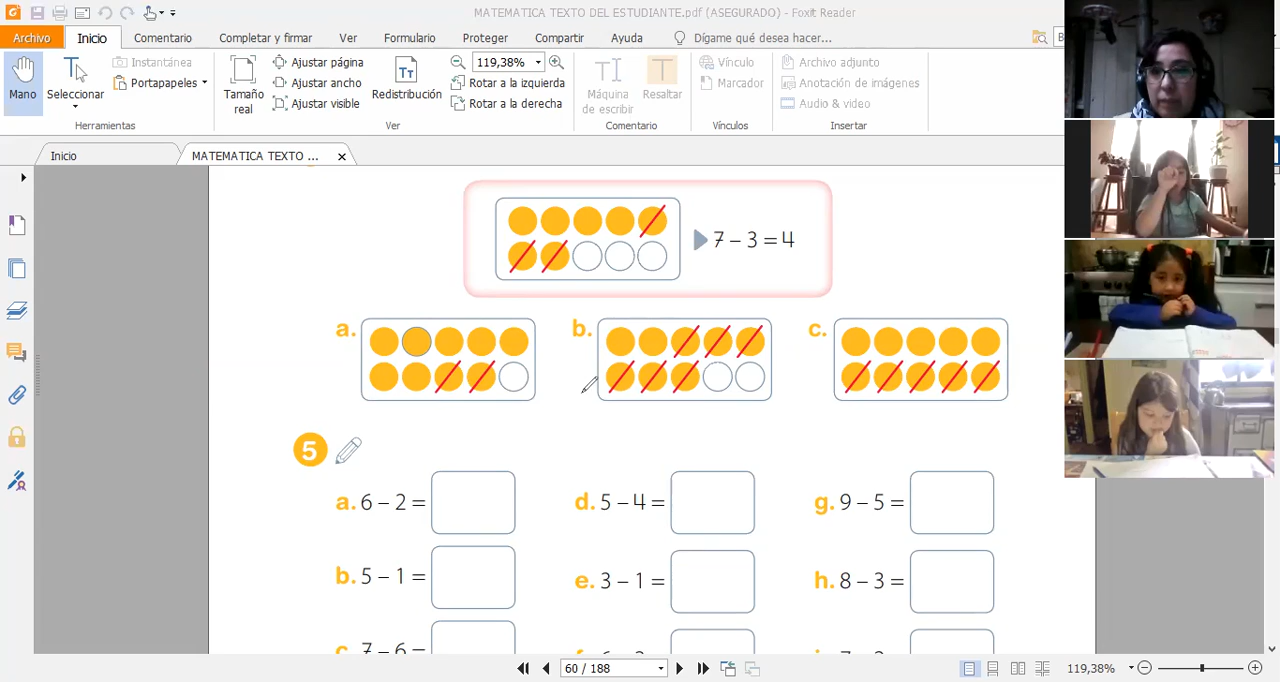 MATEMATICA TEXTO DEL ESTUDIANTE.pdf (ASEGURADO) - Foxit Reader
Archivo Inicio Comentario Completar y firmar Ver Formulario Proteger Compartir Ayuda Dígame qué desea hacer...
Mano
Seleccionar
Instantánea
Portapapeles
Herramientas
Tamaño real
Ajustar página
Ajustar ancho
Ajustar visible
Redistribución
119,38%
Rotar a la izquierda
Rotar a la derecha
Ver
Máquina de escribir
Resaltar
Comentario
Vínculo
Marcador
Vínculos
Archivo adjunto
Anotación de imágenes
Audio & video
Insertar
Inicio MATEMATICA TEXTO ...
7 – 3 = 4
a. b. c.
5
a. 6 – 2 = d. 5 – 4 = g. 9 – 5 =
b. 5 – 1 = e. 3 – 1 = h. 8 – 3 =
60 / 188 119,38%